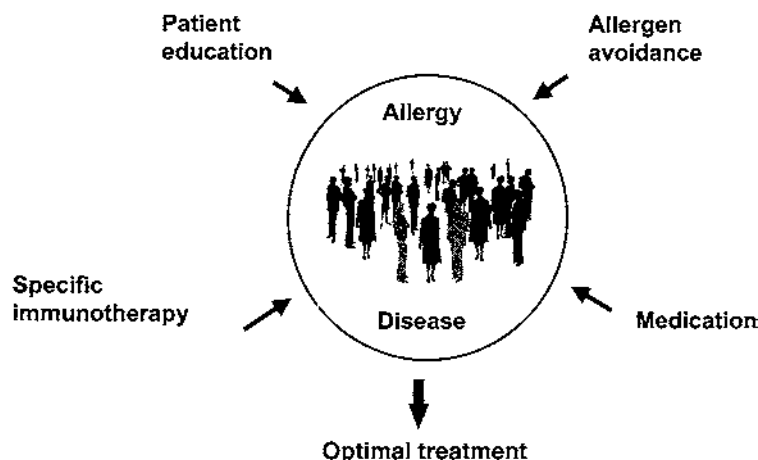 Patient
education
Allergen
avoidance
Allergy
Specific
immunotherapy
Disease
Medication
Optimal treatment